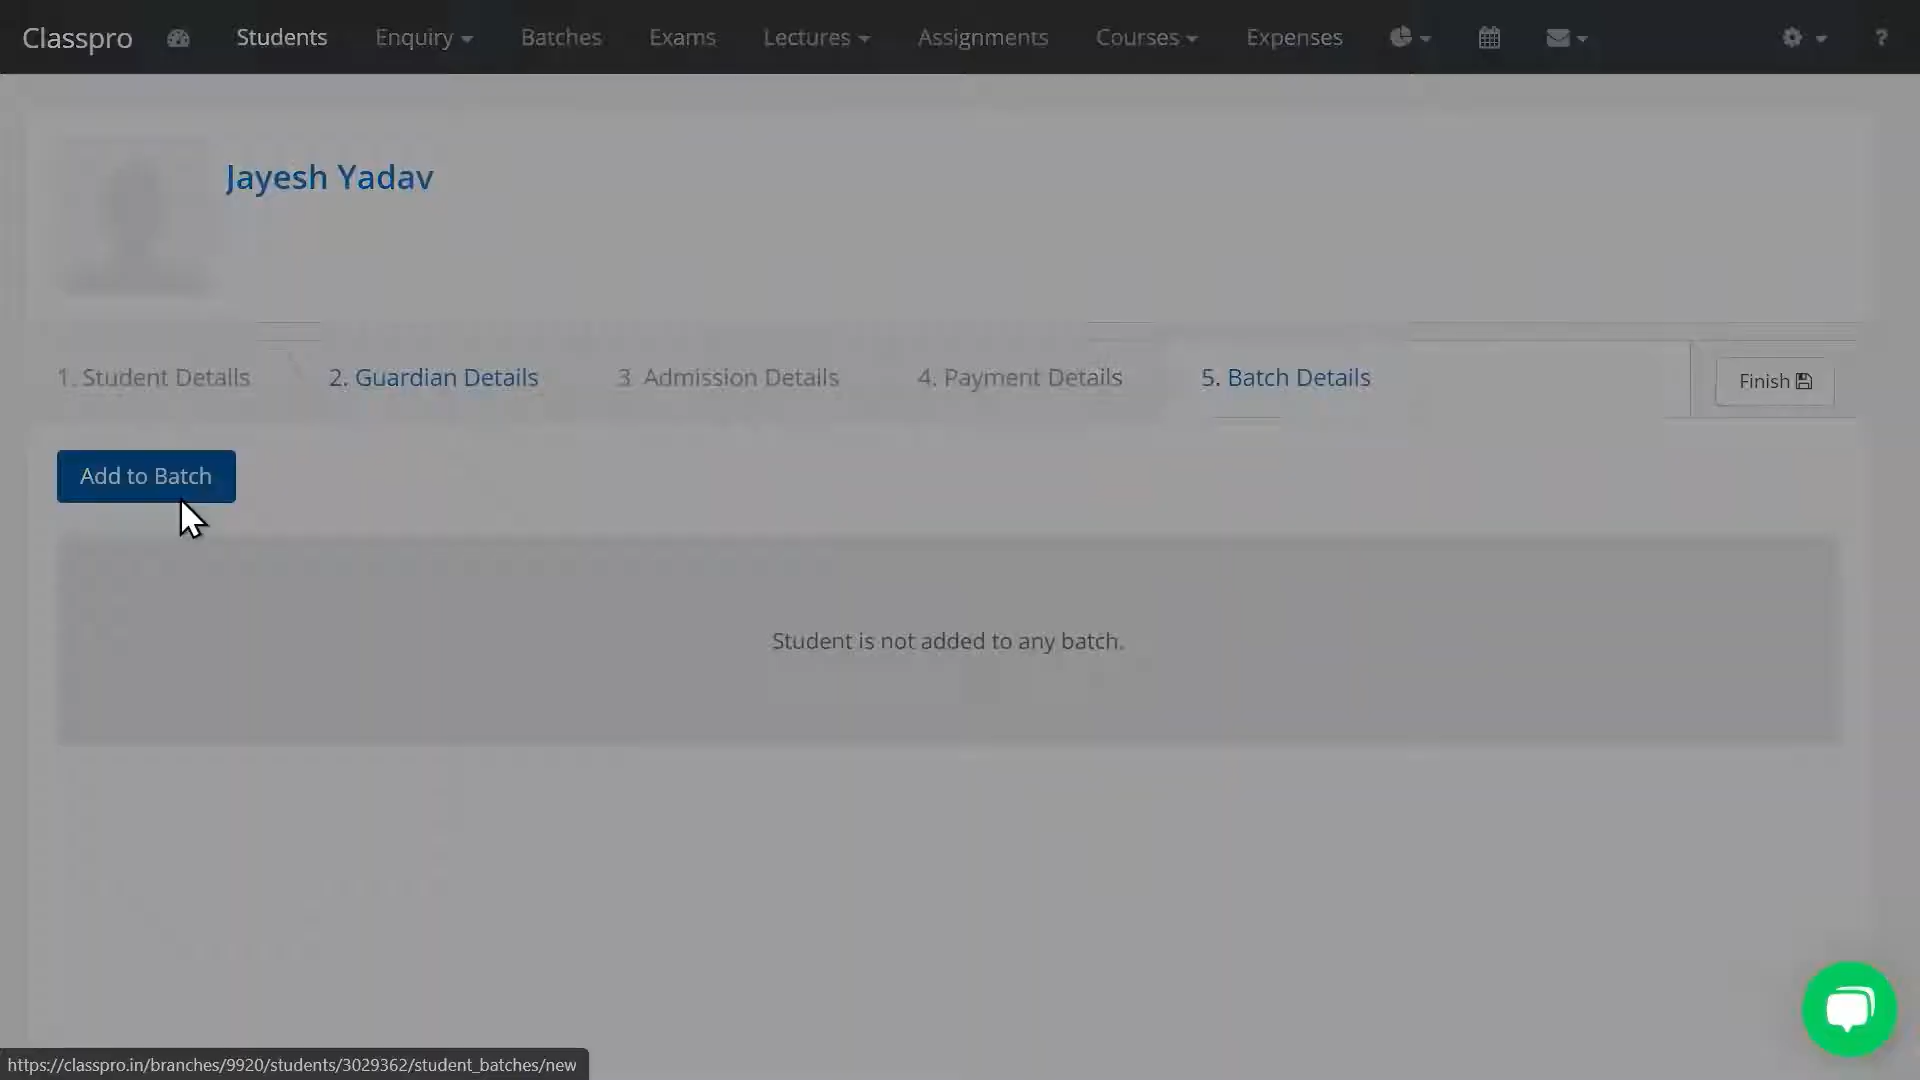 Classpro Students Enquiry Batches Exams Lectures Assignments Courses Expenses ?
Jayesh Yadav
1. Student Details 2. Guardian Details 3. Admission Details 4. Payment Details 5. Batch Details Finish
Add to Batch
Student is not added to any batch.
https://classpro.in/branches/9920/students/3029362/student_batches/new